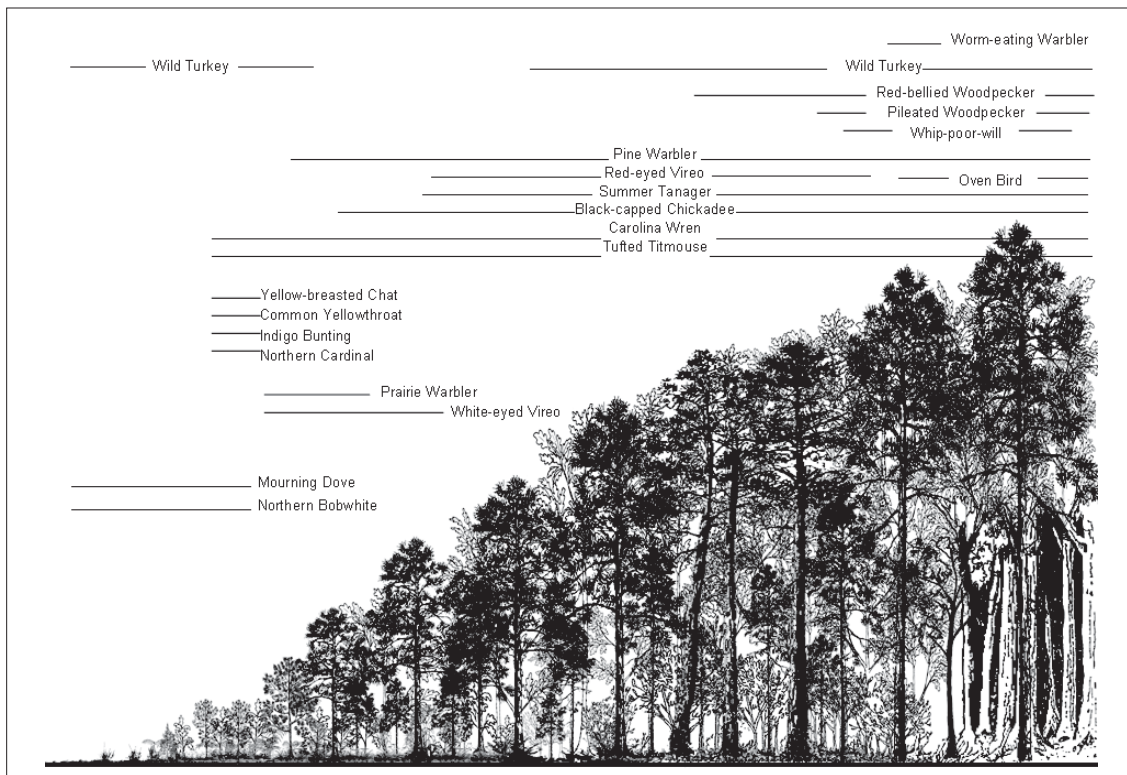 Worm-eating Warbler
Wild Turkey
Wild Turkey
Red-bellied Woodpecker
Pileated Woodpecker
Whip-poor-will
Pine Warbler
Red-eyed Vireo
Oven Bird
Summer Tanager
Black-capped Chickadee
Carolina Wren
Tufted Titmouse
Yellow-breasted Chat
Common Yellowthroat
Indigo Bunting
Northern Cardinal
Prairie Warbler
White-eyed Vireo
Mourning Dove
Northern Bobwhite